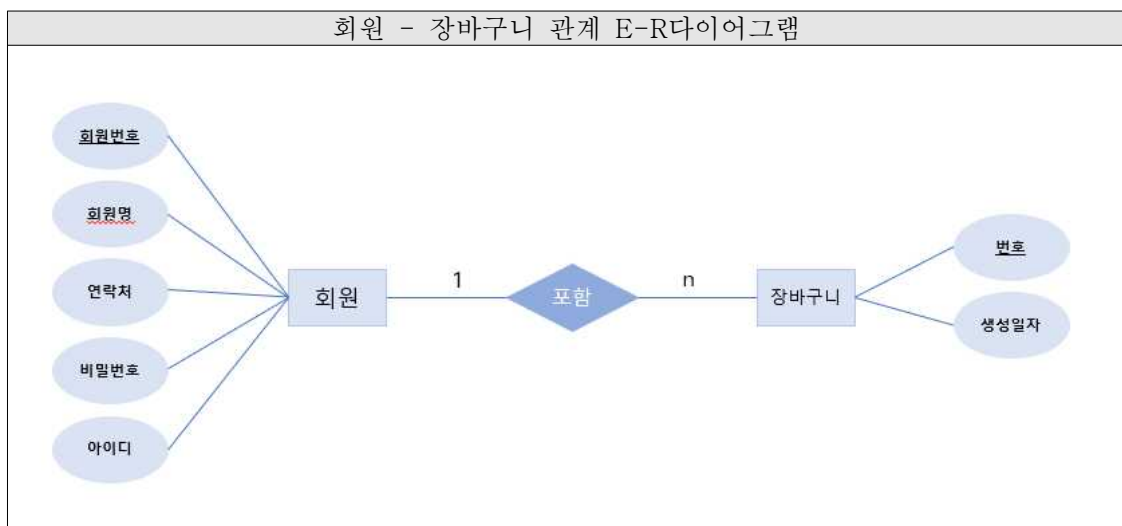 회원 - 장바구니 관계 E-R다이어그램
회원번호
회원명
연락처
비밀번호
아이디
회원
1
포함
n
장바구니
번호
생성일자